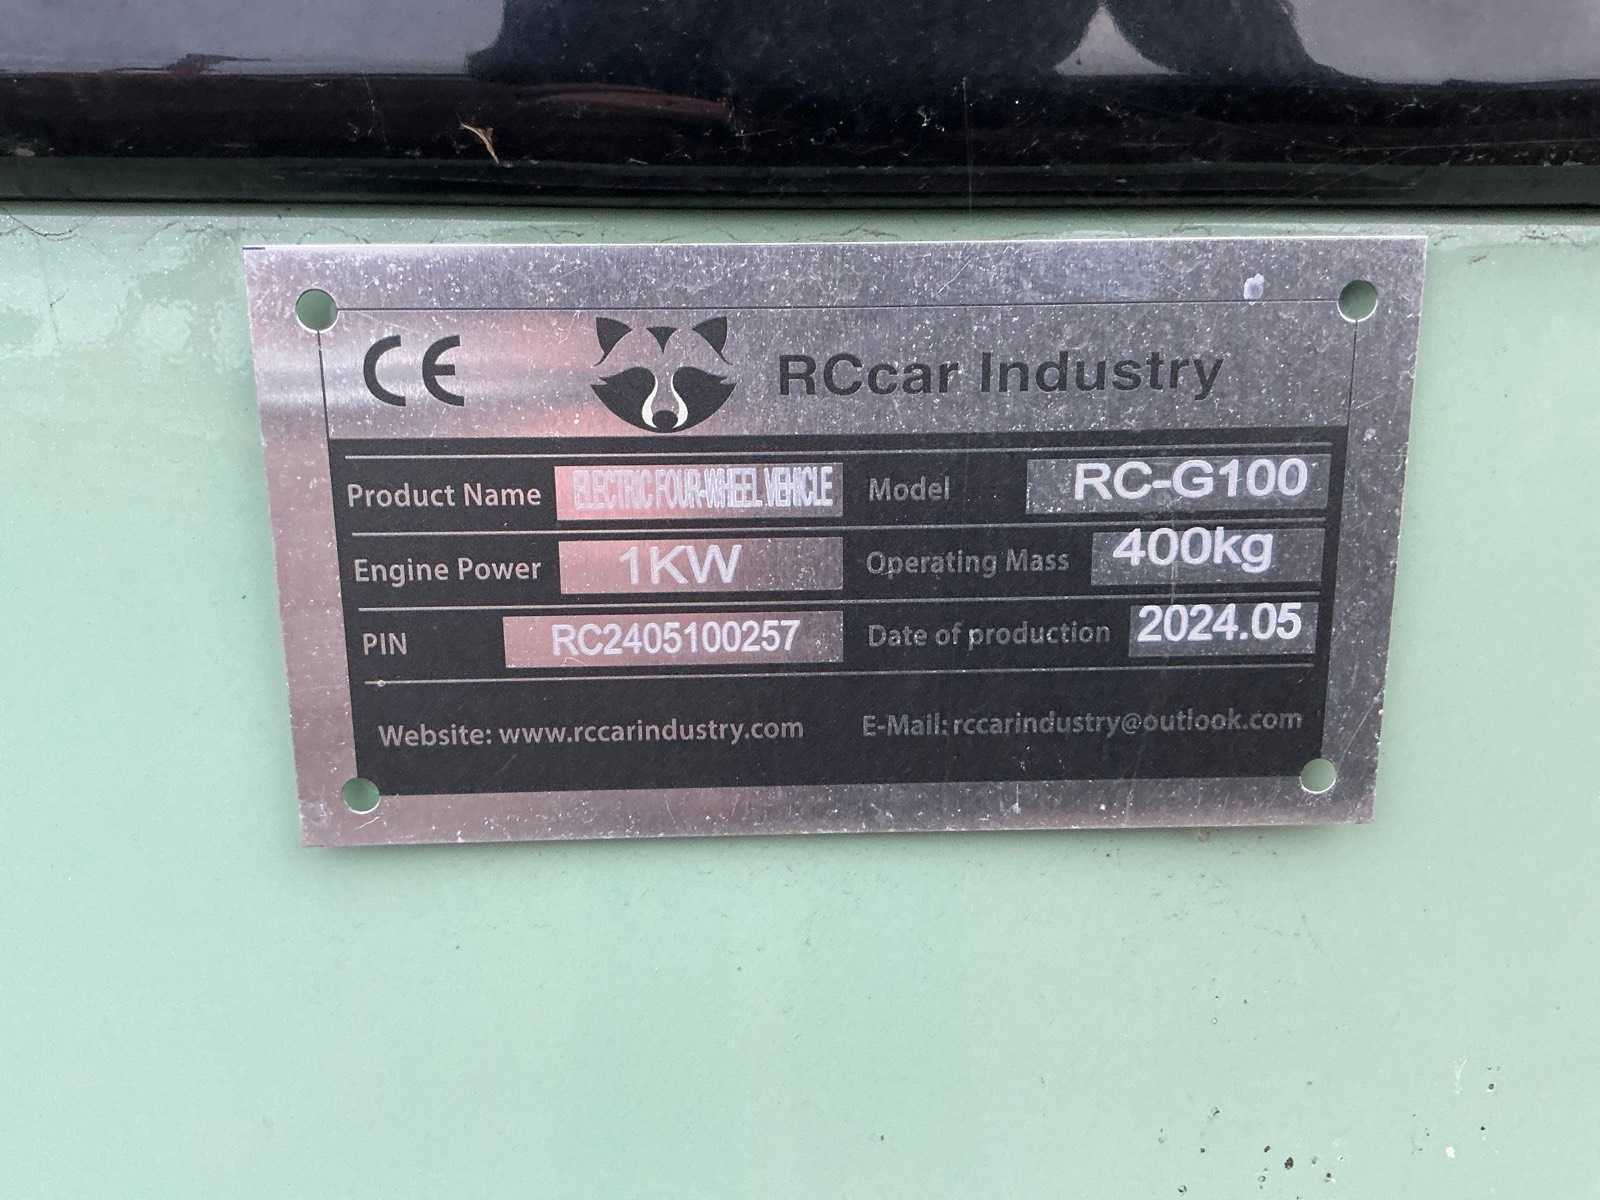 CE RCcar Industry
Product Name ELECTRIC FOUR-WHEEL VEHICLE Model RC-G100
Engine Power 1KW Operating Mass 400kg
PIN RC2405100257 Date of production 2024.05
Website: www.rccarindustry.com E-Mail: rccarindustry@outlook.com